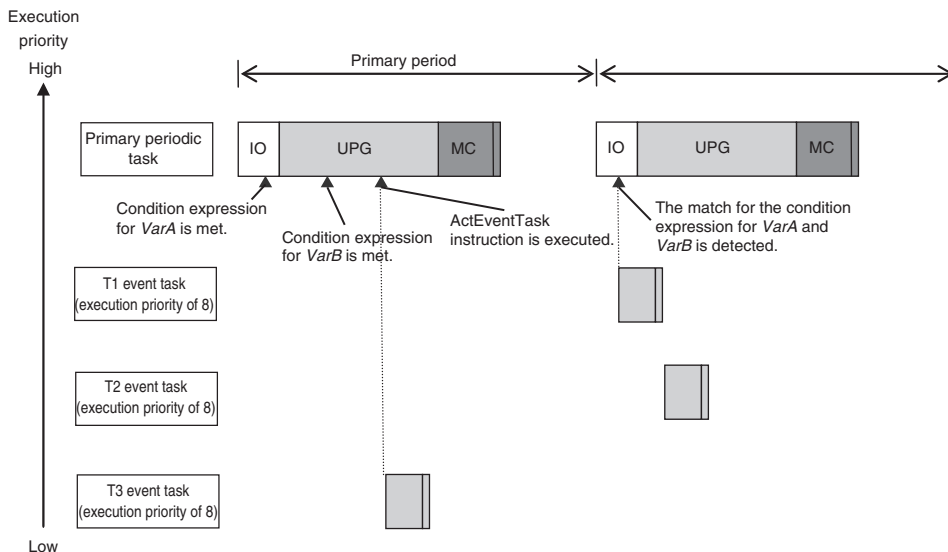 Execution
priority
High
Primary period
Primary periodic
task
IO
UPG
MC
IO
UPG
MC
Condition expression
for VarA is met.
Condition expression
for VarB is met.
ActEventTask
instruction is executed.
The match for the condition
expression for VarA and
VarB is detected.
T1 event task
(execution priority of 8)
T2 event task
(execution priority of 8)
T3 event task
(execution priority of 8)
Low